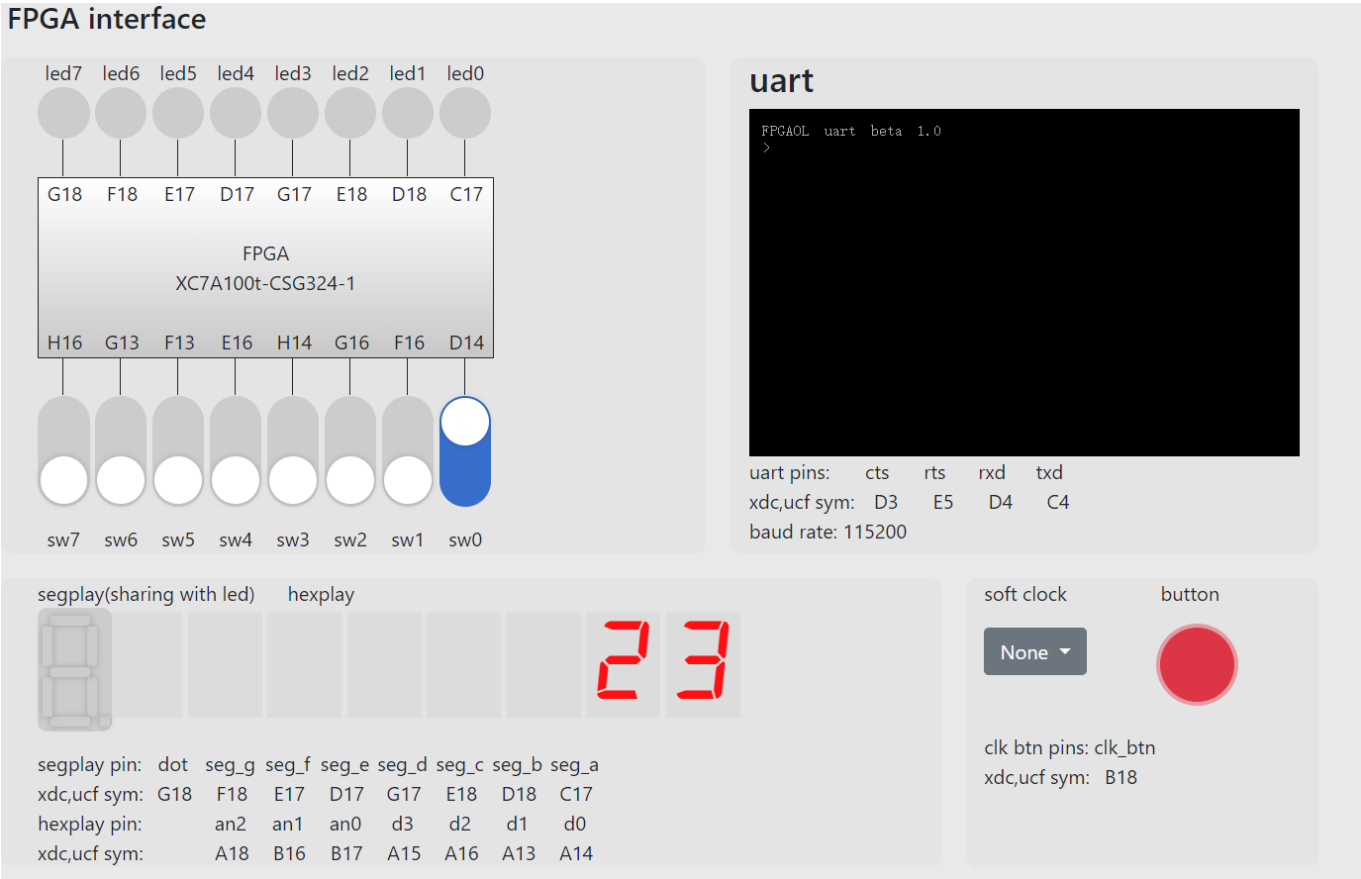 FPGA interface
led7 led6 led5 led4 led3 led2 led1 led0
G18 F18 E17 D17 G17 E18 D18 C17
FPGA
XC7A100t-CSG324-1
H16 G13 F13 E16 H14 G16 F16 D14
sw7 sw6 sw5 sw4 sw3 sw2 sw1 sw0
uart
FPGAOL uart beta 1.0
>
uart pins: cts rts rxd txd
xdc,ucf sym: D3 E5 D4 C4
baud rate: 115200
segplay(sharing with led) hexplay
23
segplay pin: dot seg_g seg_f seg_e seg_d seg_c seg_b seg_a
xdc,ucf sym: G18 F18 E17 D17 G17 E18 D18 C17
hexplay pin: an2 an1 an0 d3 d2 d1 d0
xdc,ucf sym: A18 B16 B17 A15 A16 A13 A14
soft clock button
None
clk btn pins: clk_btn
xdc,ucf sym: B18